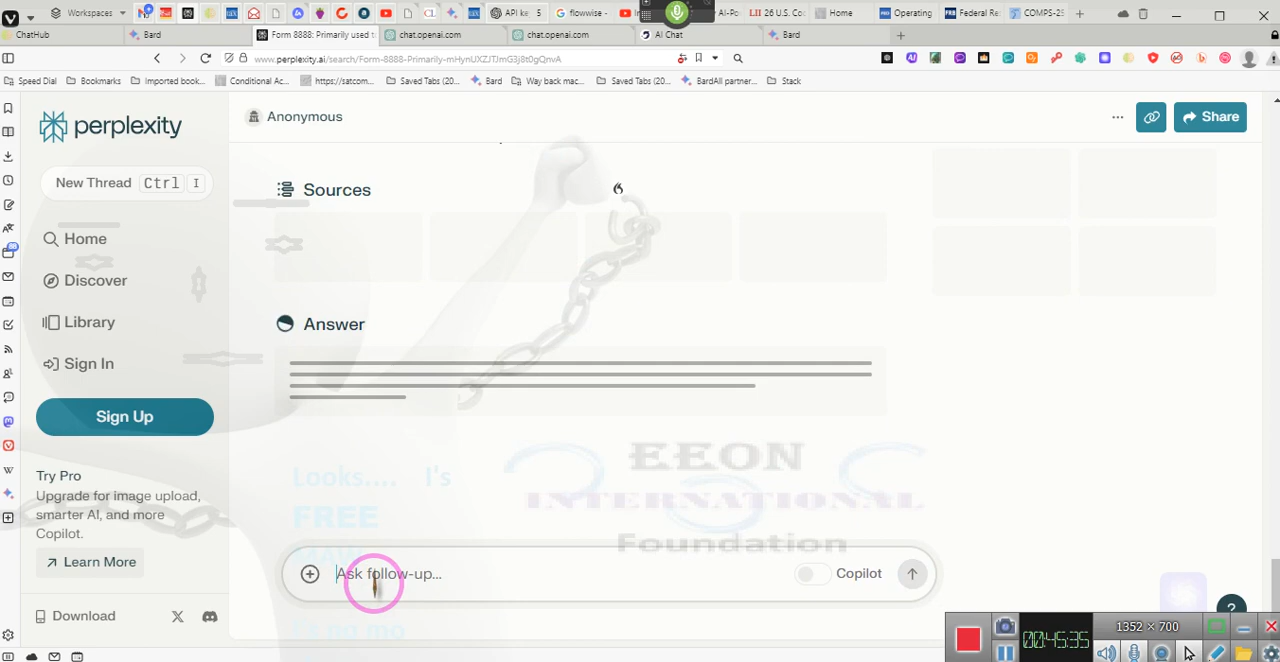 Workspaces
API ke
flowwise -
AI-Po
LII 26 U.S. Co
Home
Operating
Federal Re
COMPS-25
ChatHub
Bard
Form 8888: Primarily used t
chat.openai.com
chat.openai.com
AI Chat
Bard
www.perplexity.ai/search/Form-8888-Primarily-mHynUXZJTJmG3j8t0gQnvA
Speed Dial
Bookmarks
Imported book...
Conditional Ac...
https://satcom...
Saved Tabs (20...
Bard
Way back mac...
Saved Tabs (20...
BardAll partner...
Stack
perplexity
Anonymous
Share
New Thread Ctrl I
Sources
Home
Discover
Library
Answer
Sign In
Sign Up
Looks.... I's
FREE
EEON
INTERNATIONAL
Foundation
Try Pro
Upgrade for image upload,
smarter AI, and more
Copilot.
Learn More
Ask follow-up...
Copilot
Download
?
1352 × 700
00:45:35